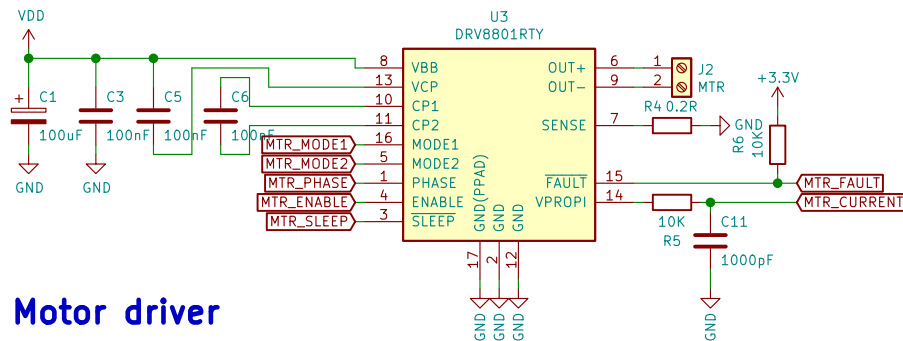 VDD
U3
DRV8801RTY
8 VBB
13 VCP
10 CP1
11 CP2
16 MODE1
5 MODE2
1 PHASE
4 ENABLE
3 SLEEP
OUT+ 6
OUT- 9
SENSE 7
FAULT 15
VPROPI 14
GND(PPAD) 17
GND 2
GND 12
+ C1
100uF
C3
100nF
C5
100nF
C6
100nF
GND
GND
MTR_MODE1
MTR_MODE2
MTR_PHASE
MTR_ENABLE
MTR_SLEEP
1
2
J2
MTR
R4 0.2R
GND
+3.3V
R6
10K
MTR_FAULT
MTR_CURRENT
10K
R5
C11
1000pF
GND
GND
GND
GND
Motor driver